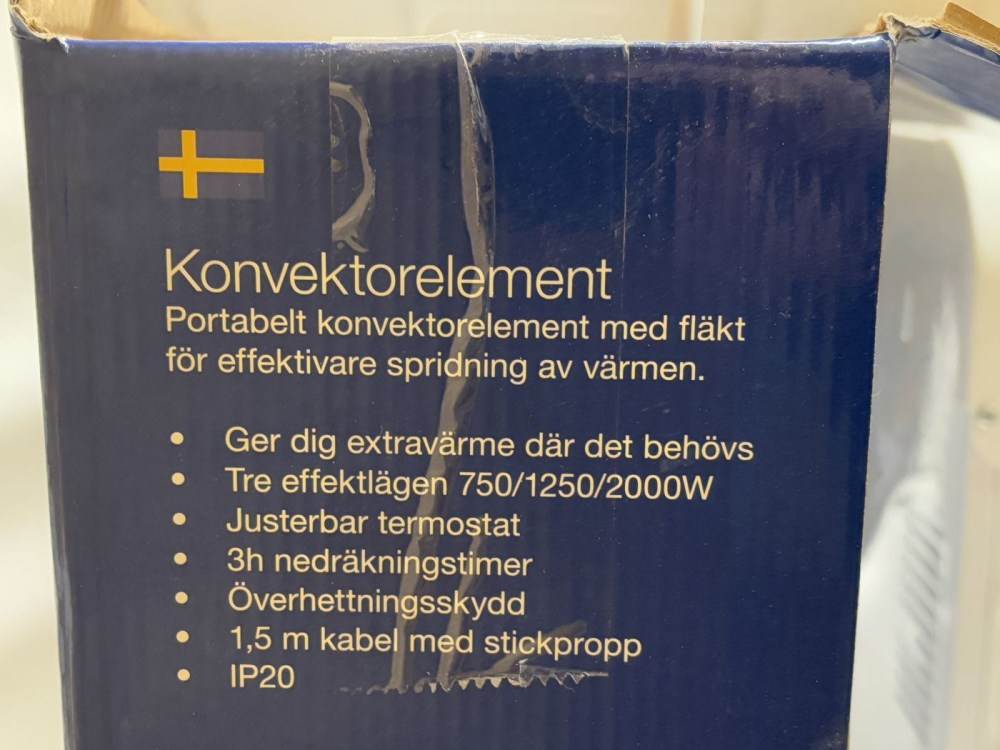 Konvektorelement
Portabelt konvektorelement med fläkt
för effektivare spridning av värmen.
• Ger dig extravärme där det behövs
• Tre effektlägen 750/1250/2000W
• Justerbar termostat
• 3h nedräkningstimer
• Överhettningsskydd
• 1,5 m kabel med stickpropp
• IP20